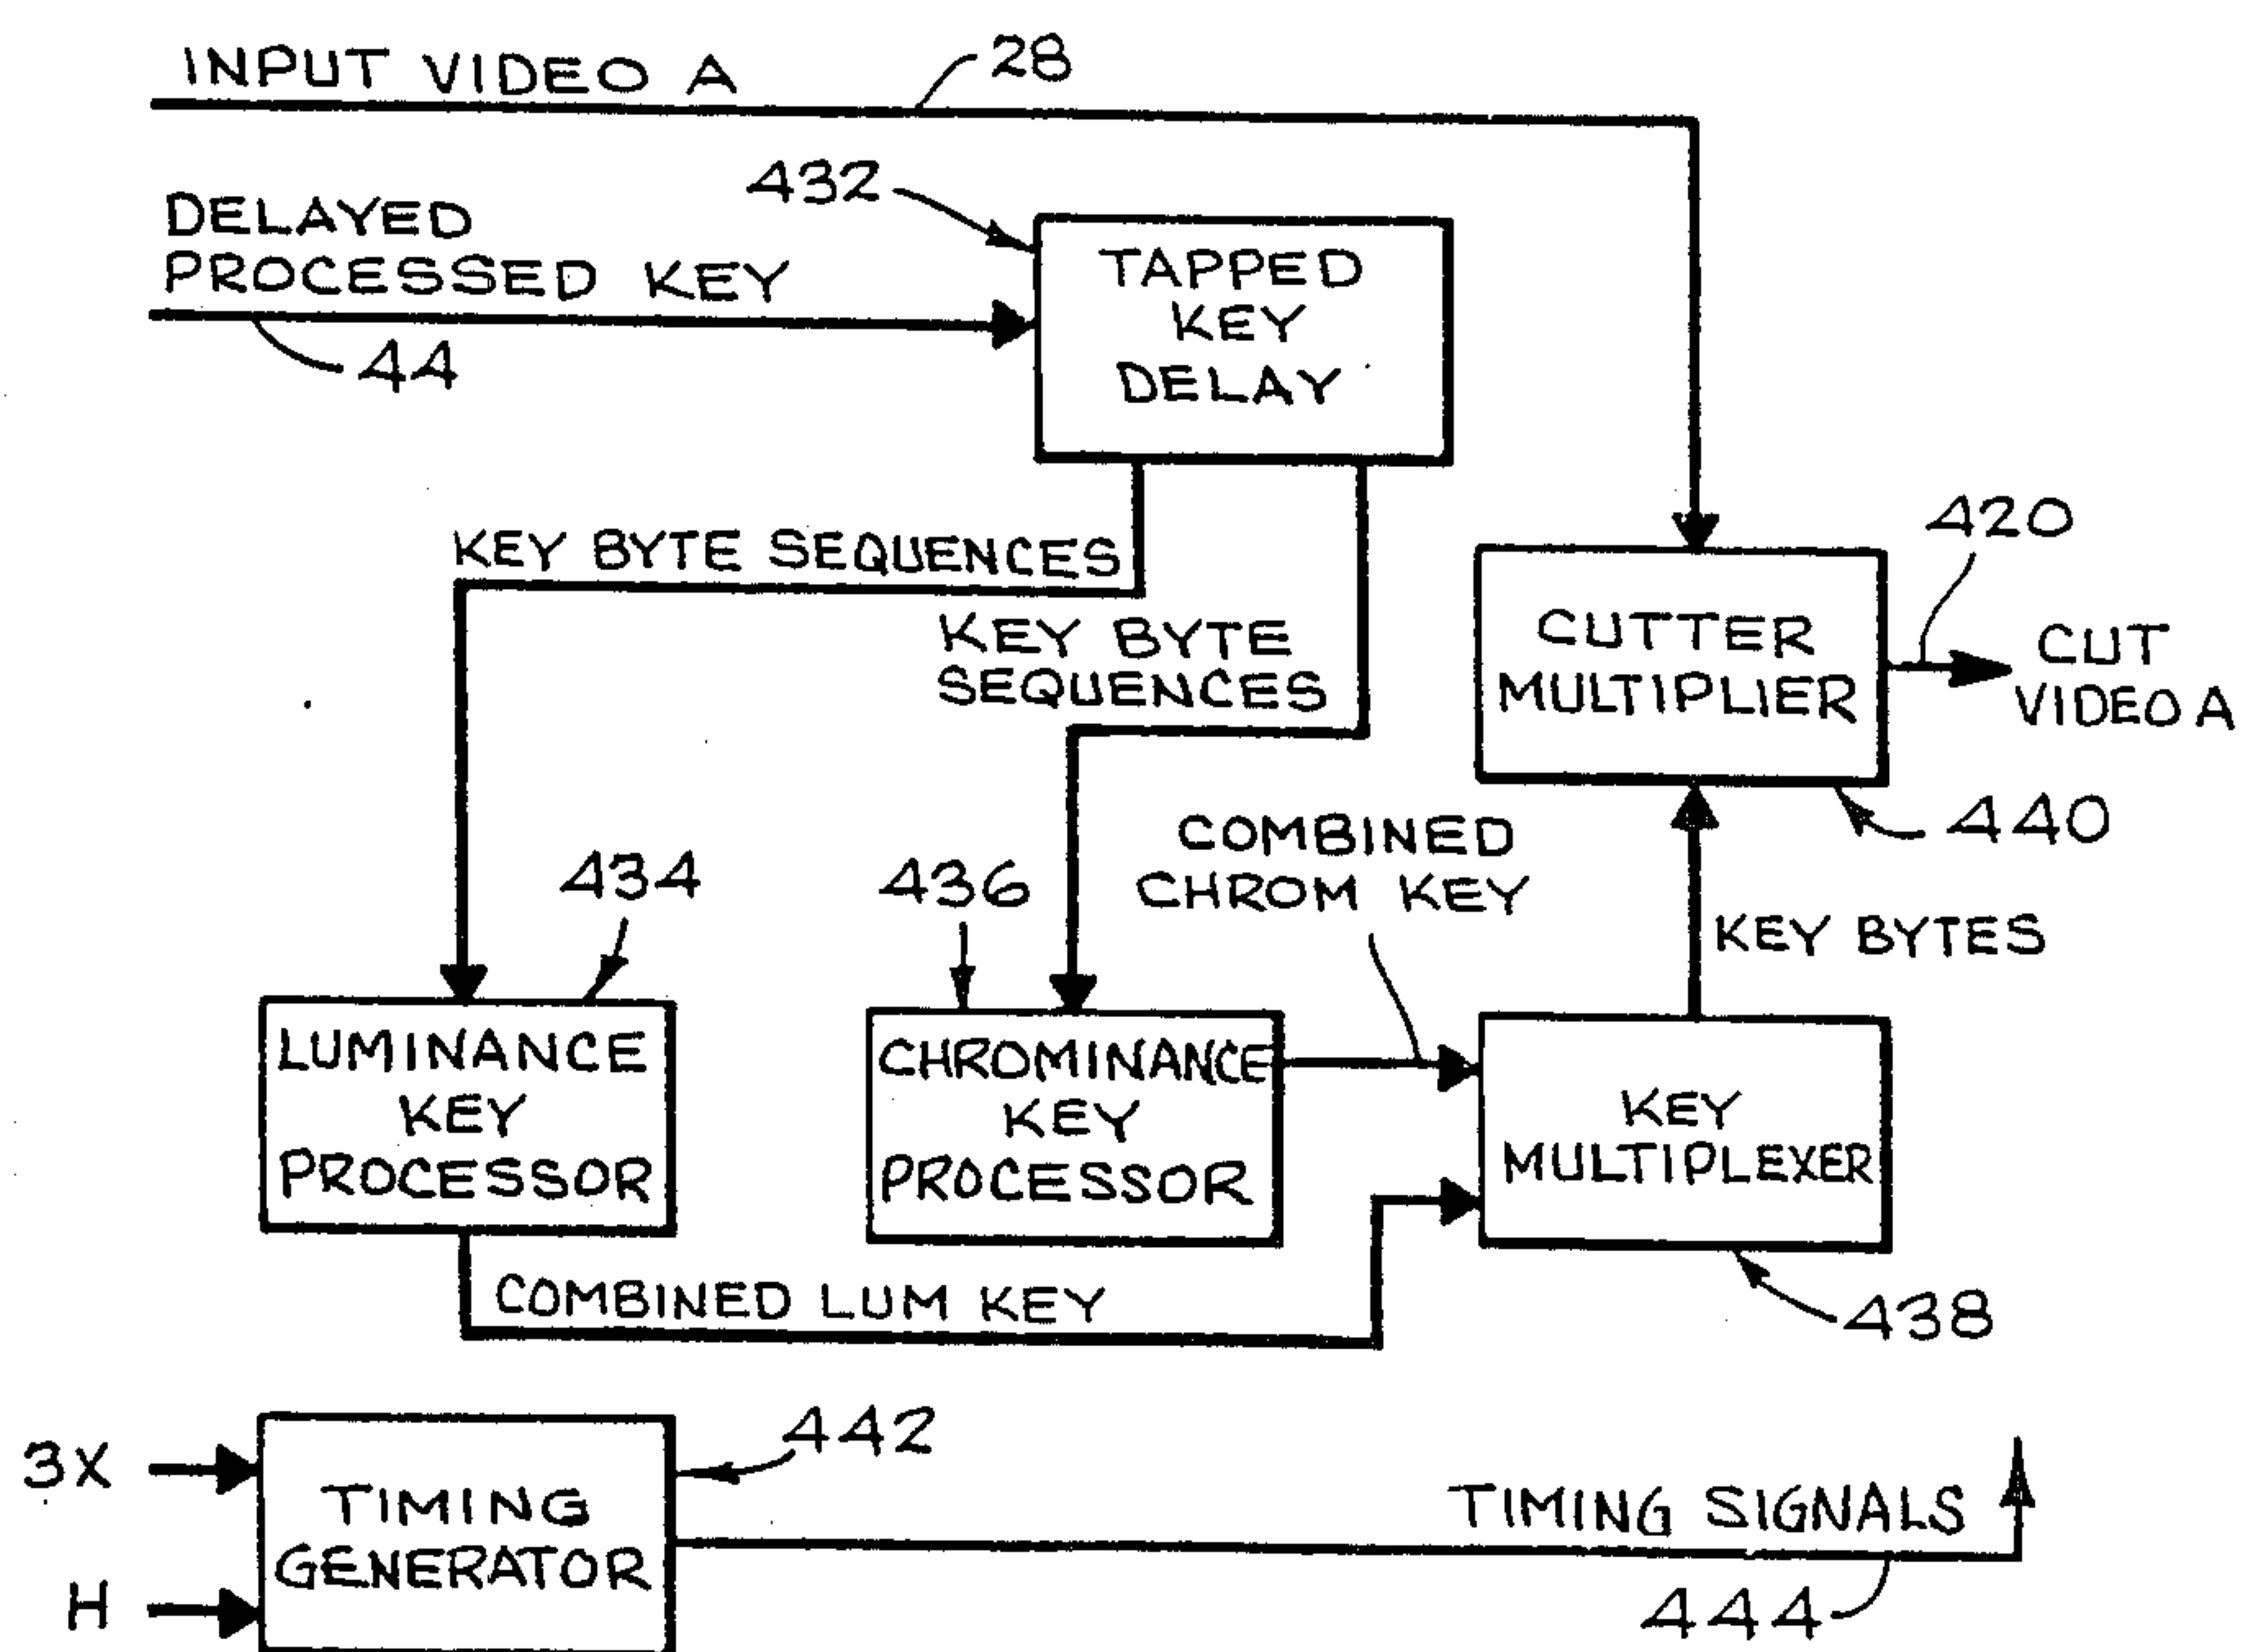 INPUT VIDEO A
28
432
DELAYED
PROCESSED KEY
44
TAPPED
KEY
DELAY
KEY BYTE SEQUENCES
KEY BYTE
SEQUENCES
420
CUTTER
MULTIPLIER
CUT
VIDEO A
440
COMBINED
CHROM KEY
434
436
KEY BYTES
LUMINANCE
KEY
PROCESSOR
CHROMINANCE
KEY
PROCESSOR
KEY
MULTIPLEXER
COMBINED LUM KEY
438
442
3X
H
TIMING
GENERATOR
TIMING SIGNALS
444